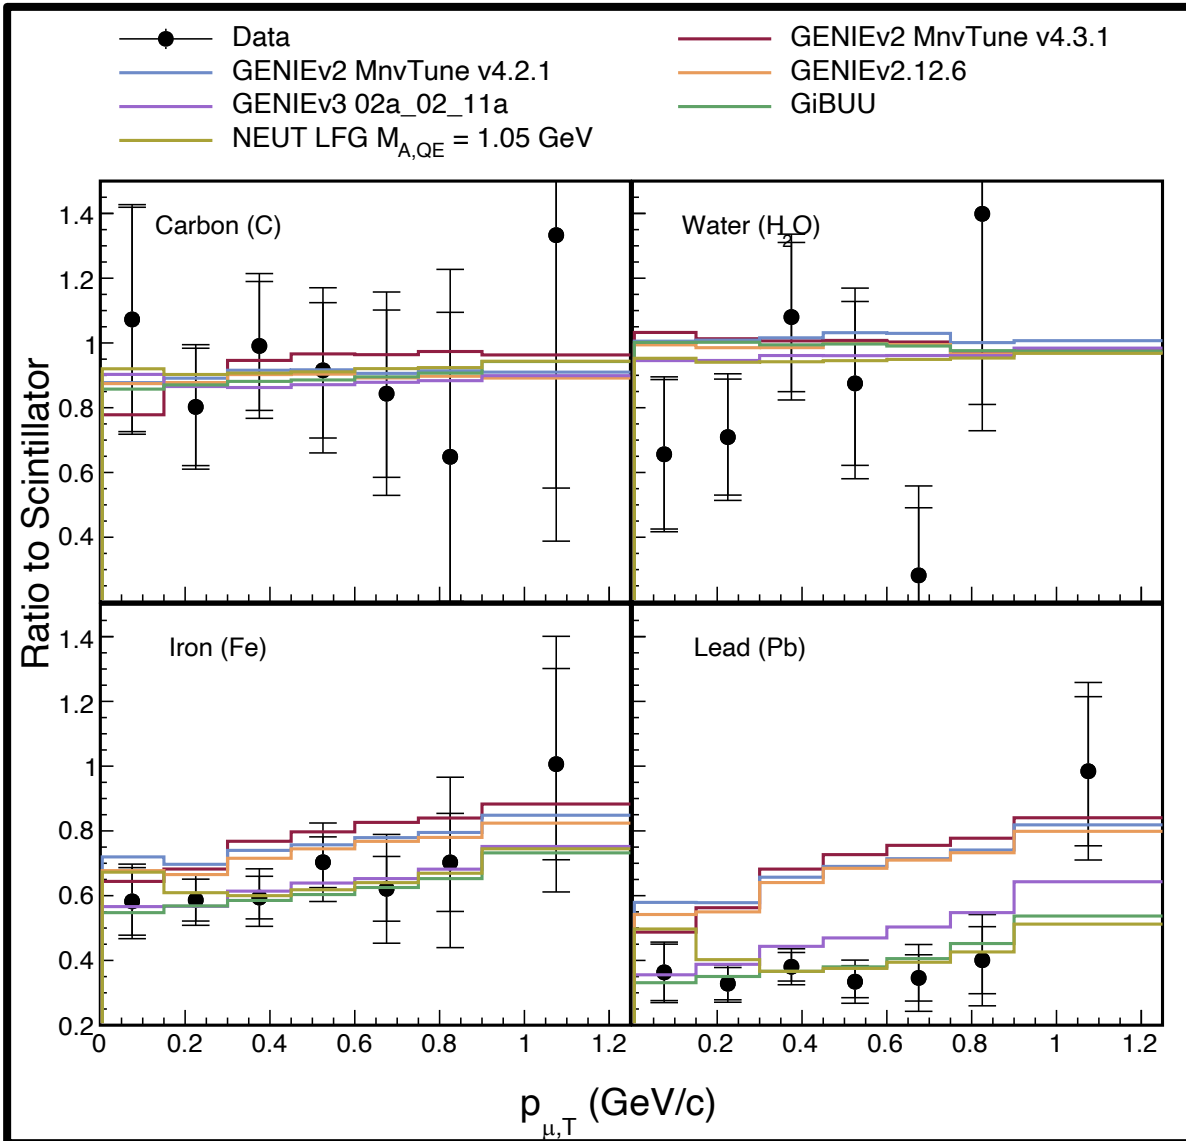 Data
GENIEv2 MnvTune v4.3.1
GENIEv2 MnvTune v4.2.1
GENIEv2.12.6
GENIEv3 02a_02_11a
GiBUU
NEUT LFG M_A,QE = 1.05 GeV
Ratio to Scintillator
Carbon (C)
1.4
1.2
1
0.8
0.6
0.4
Water (H2O)
Iron (Fe)
1.4
1.2
1
0.8
0.6
0.4
0.2
0 0.2 0.4 0.6 0.8 1 1.2
Lead (Pb)
0.2 0.4 0.6 0.8 1 1.2
p_μ,T (GeV/c)